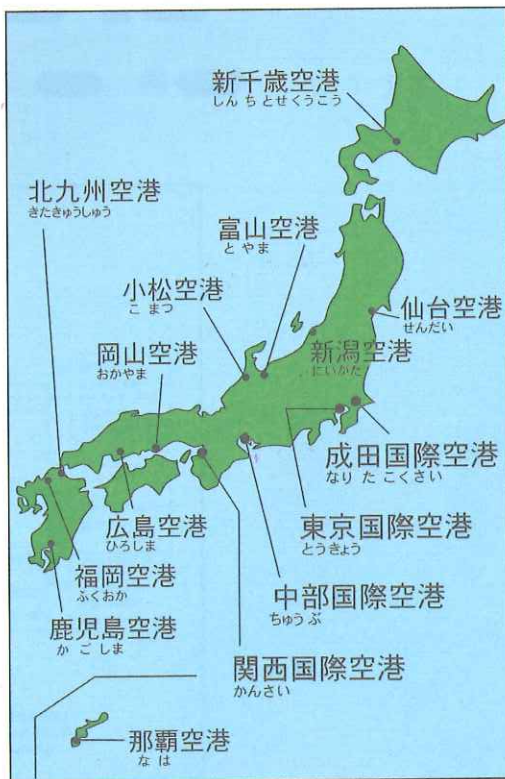 新千歳空港
しんちとせくうこう
北九州空港
きたきゅうしゅう
富山空港
とやま
小松空港
こまつ
仙台空港
せんだい
岡山空港
おかやま
新潟空港
にいがた
成田国際空港
なりたこくさい
広島空港
ひろしま
東京国際空港
とうきょう
福岡空港
ふくおか
中部国際空港
ちゅうぶ
鹿児島空港
かごしま
関西国際空港
かんさい
那覇空港
なは